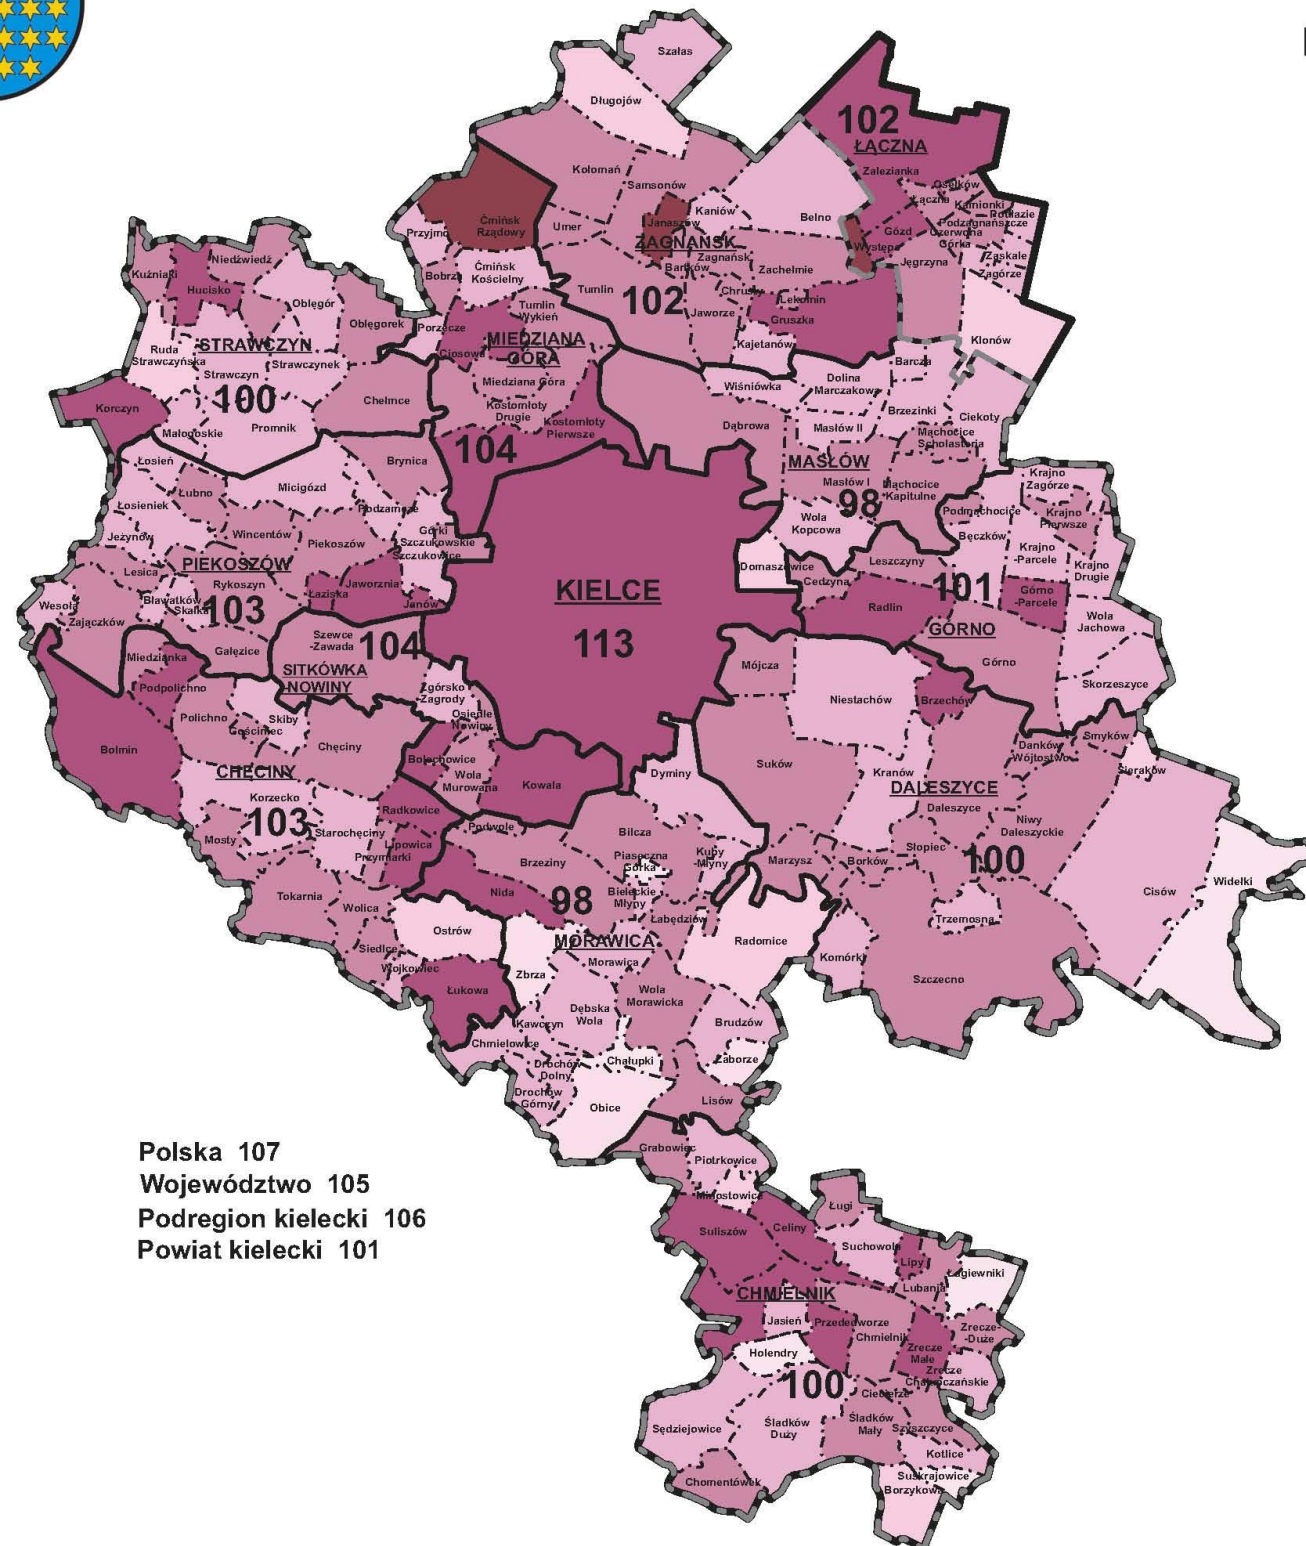 Szałas
Długojów
102
ŁĄCZNA
Zalezianka
Kołomań
Samsonów
Osełków
Łączna
Kamionki
Podłazie
Podzagnańszcze
Czerwona
Górka
Gózd
Występa
Jęgrzyna
Zaskale
Zagórze
Klonów
Ćmińsk
Rządowy
Umer
Janaszów
Kaniów
Belno
ZAGNAŃSK
Zagnańsk
Bartków
Zachełmie
Chrusty
Lekomin
Gruszka
Jaworze
Kajetanów
Tumlin
102
Przyjmo
Bobrza
Ćmińsk
Kościelny
Tumlin
Wykień
Porzecze
Ciosowa
MIEDZIANA
GÓRA
Miedziana Góra
Kostomłoty
Drugie
Kostomłoty
Pierwsze
104
Kuźniaki
Niedźwiedź
Hucisko
Oblęgór
Oblęgorek
Ruda
Strawczyńska
STRAWCZYN
Strawczyn
Strawczynek
100
Chełmce
Korczyn
Małogoskie
Promnik
Wiśniówka
Dolina
Marczakowa
Barcza
Brzezinki
Ciekoty
Dąbrowa
Masłów II
Mąchocice
Scholasteria
MASŁÓW
Masłów I
98
Mąchocice
Kapitulne
Wola
Kopcowa
Domaszowice
Łosień
Łubno
Micigózd
Brynica
Łosieniek
Podzamcze
Jeżynów
Wincentów
Piekoszów
Górki
Szczukowskie
Szczukowice
PIEKOSZÓW
Lesica
Rykoszyn
Jaworznia
Łaziska
Janów
Bławatków
Skałka
103
Wesoła
Zajączków
Gałęzice
KIELCE
113
Krajno
Zagórze
Podmąchocice
Krajno
Pierwsze
Bęczków
Krajno
-Parcele
Krajno
Drugie
Leszczyny
Cedzyna
101
Górno
-Parcele
Radlin
Wola
Jachowa
GÓRNO
Górno
Skorzeszyce
Szewce
-Zawada
104
SITKÓWKA
NOWINY
Zgórsko
Zagrody
Osiedle
Nowiny
Bolechowice
Wola
Murowana
Kowala
Miedzianka
Podpolichno
Polichno
Skiby
Gościniec
Chęciny
Bolmin
CHĘCINY
Korzecko
103
Mosty
Starochęciny
Przymiarki
Radkowice
Lipowica
Tokarnia
Wolica
Siedlce
Wojkowiec
Ostrów
Łukowa
Mójcza
Niestachów
Brzechów
Suków
Kranów
Danków
Wójtostwo
Smyków
Sieraków
DALESZYCE
Daleszyce
Niwy
Daleszyckie
Słopiec
100
Borków
Marzysz
Trzemosna
Cisów
Widełki
Komórki
Szczecno
Dyminy
Podwole
Bilcza
Brzeziny
Piaseczna
Górka
Kuby
-Młyny
Nida
98
Bieleckie
Młyny
Łabędziów
MORAWICA
Morawica
Radomice
Zbrza
Wola
Morawicka
Dębska
Wola
Brudzów
Kawczyn
Chmielowice
Chałupki
Zaborze
Drochów
Dolny
Drochów
Górny
Obice
Lisów
Polska 107
Województwo 105
Podregion kielecki 106
Powiat kielecki 101
Grabowiec
Piotrkowice
Minostowice
Ługi
Suliszów
Celiny
Suchowola
Lipy
Łagiewniki
Lubania
CHMIELNIK
Jasień
Przededworze
Chmielnik
Zrecze-
-Duże
Zrecze
Małe
Holendry
Zrecze
Chałupczańskie
100
Ciecierze
Sędziejowice
Śladków
Duży
Śladków
Mały
Szyszczyce
Kotlice
Suskrajowice
Chomentówek
Borzykowa